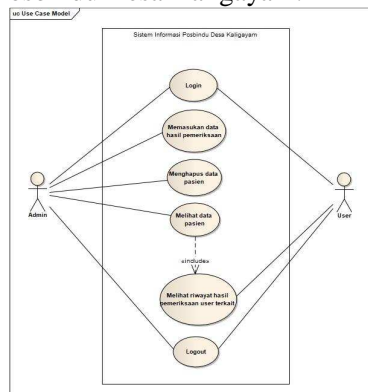 uc Use Case Model
Sistem Informasi Posbindu Desa Kaligayam
Login
Memasukan data
hasil pemeriksaan
Menghapus data
pasien
Admin
User
Melihat data
pasien
«include»
Melihat riwayat hasil
pemeriksaan user terkait
Logout